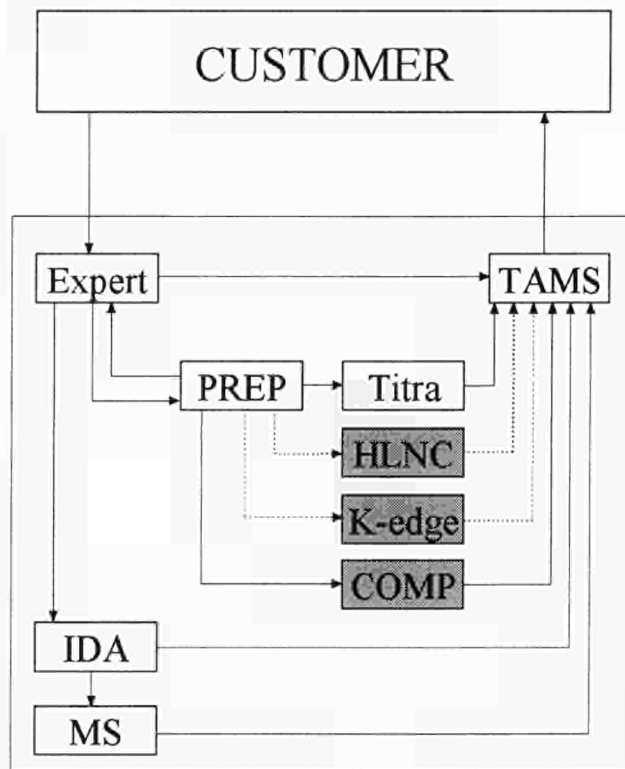 CUSTOMER
Expert
TAMS
PREP
Titra
HLNC
K-edge
COMP
IDA
MS